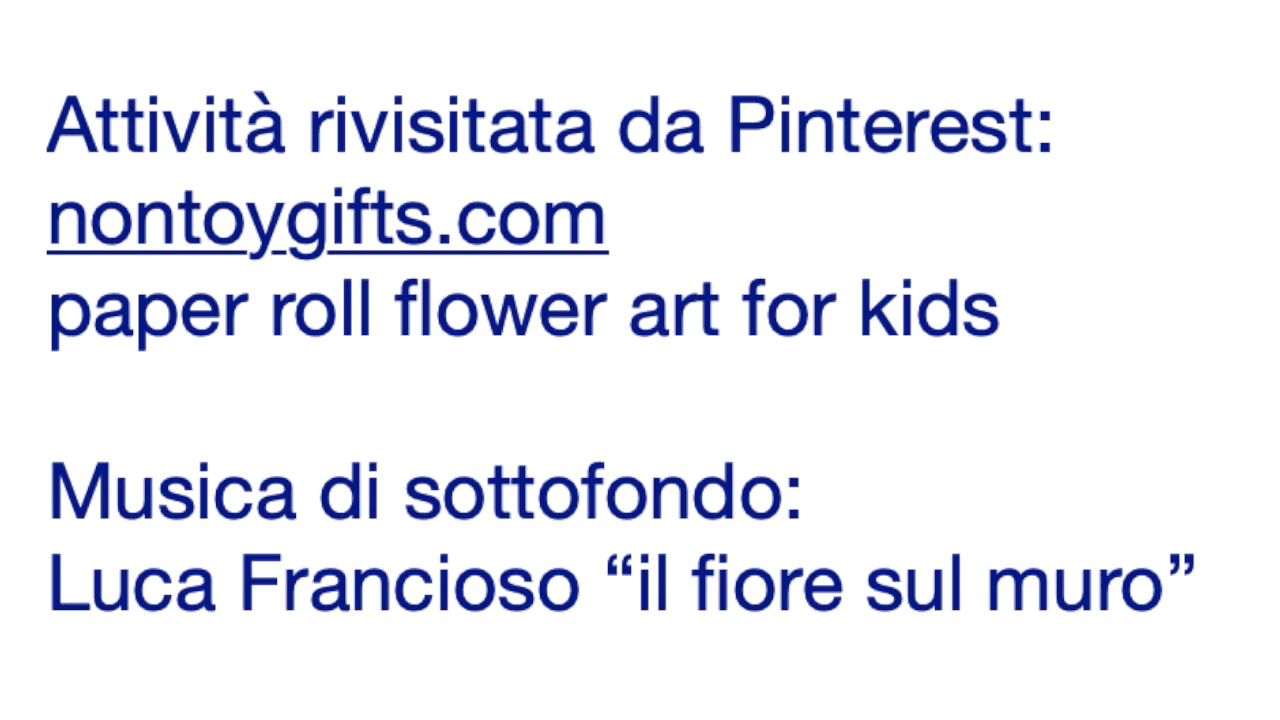 Attività rivisitata da Pinterest:
nontoygifts.com
paper roll flower art for kids
Musica di sottofondo:
Luca Francioso “il fiore sul muro”